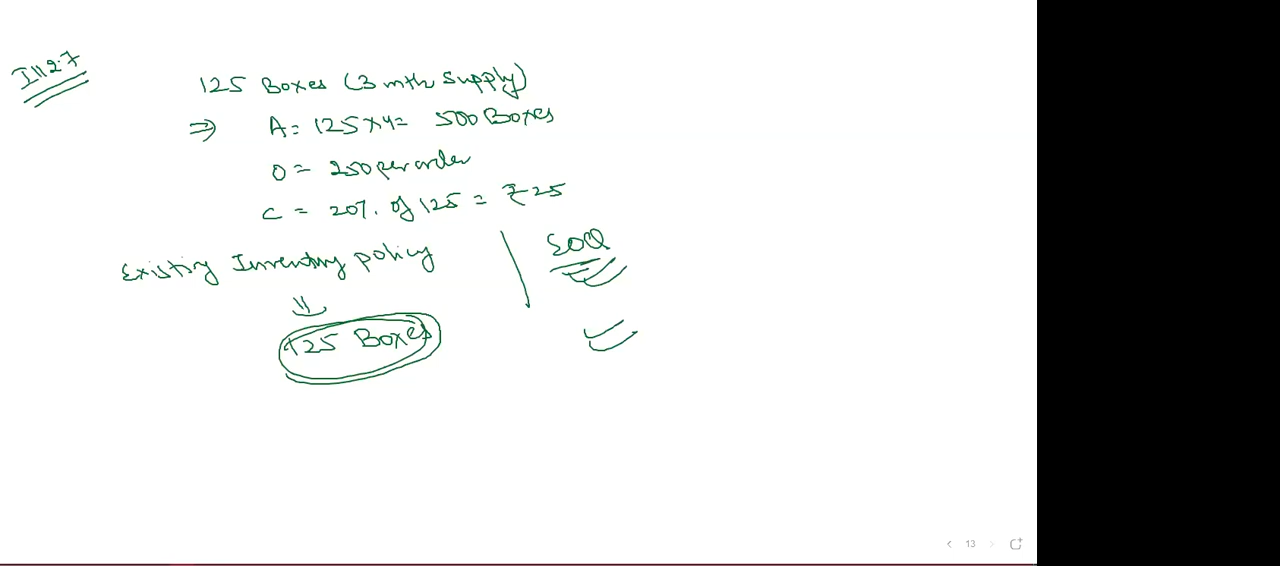 Ill 2.7
125 Boxes (3 mth supply)
⇒ A = 125 × 4 = 500 Boxes
O = 250 per order
C = 20% of 125 = ₹25
Existing Inventory policy
EOQ
⇓
125 Boxes
13